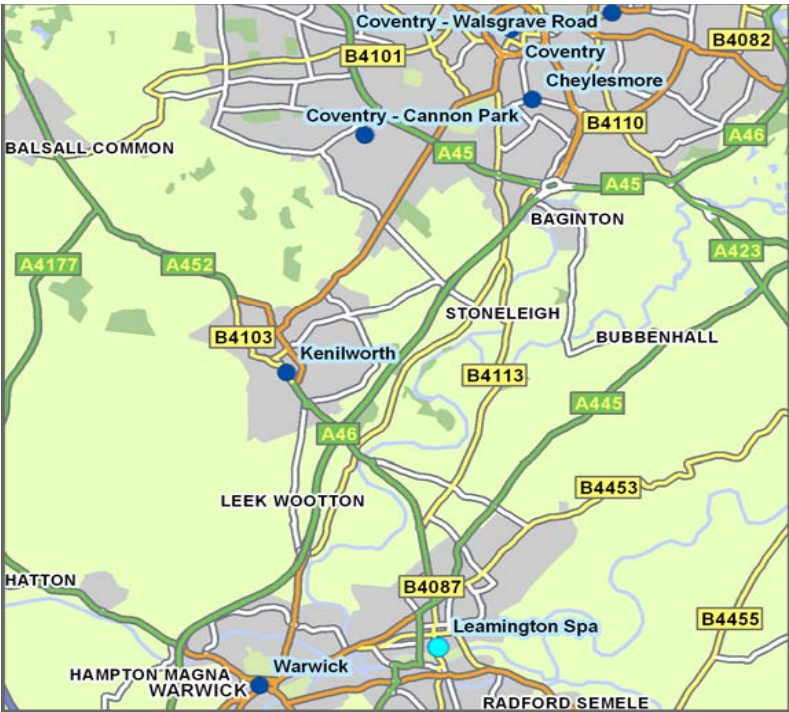 Coventry - Walsgrave Road
B4082
B4101
Coventry
Cheylesmore
Coventry - Cannon Park
B4110
A46
BALSALL COMMON
A45
A45
BAGINTON
A423
A4177
A452
STONELEIGH
B4103
BUBBENHALL
Kenilworth
B4113
A445
A46
B4453
LEEK WOOTTON
HATTON
B4087
B4455
Leamington Spa
Warwick
HAMPTON MAGNA
WARWICK
RADFORD SEMELE